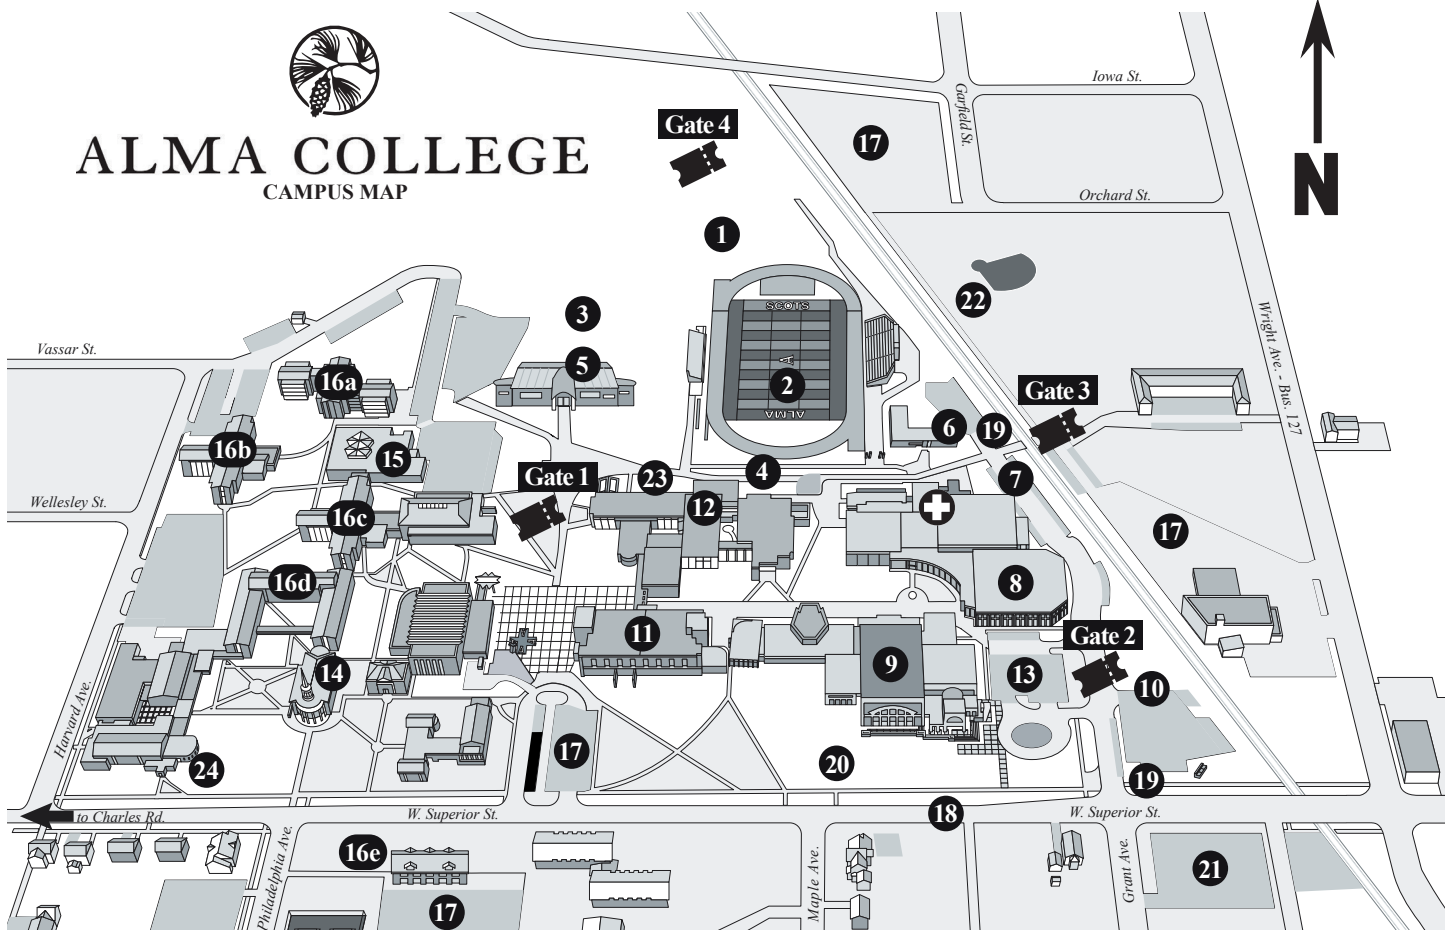 Iowa St.
Garfield St.
Gate 4
17
ALMA COLLEGE
CAMPUS MAP
N
Orchard St.
1
22
SCOTS
3
Wright Ave. - Bus. 127
Vassar St.
5
16a
A
2
Gate 3
ALMA
6
19
16b
15
Gate 1
23
4
7
12
Wellesley St.
16c
17
16d
8
11
Gate 2
9
13
14
10
Harvard Ave.
17
20
24
19
18
to Charles Rd.
W. Superior St.
W. Superior St.
16e
Philadelphia Ave.
Maple Ave.
Grant Ave.
21
17